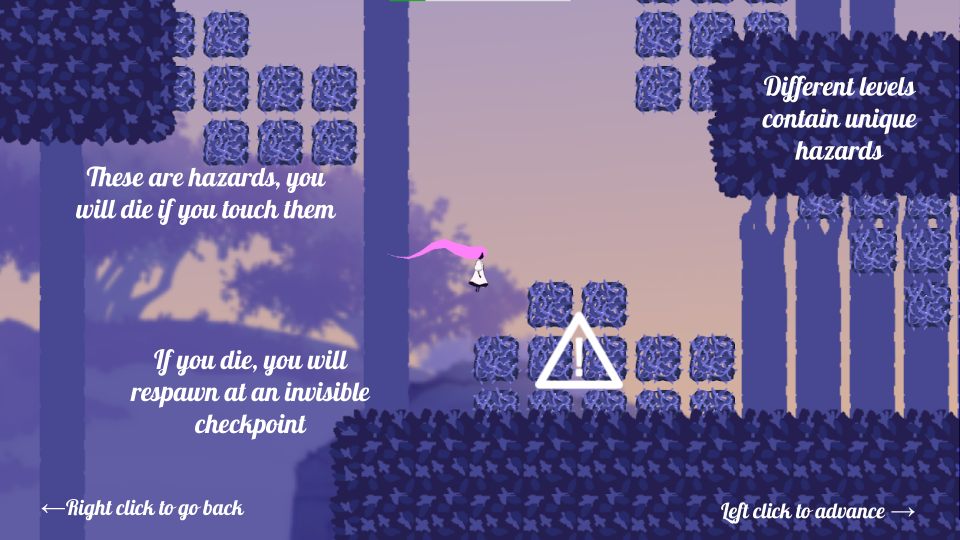 Different levels
contain unique
hazards
These are hazards, you
will die if you touch them
If you die, you will
respawn at an invisible
checkpoint
←Right click to go back
Left click to advance →